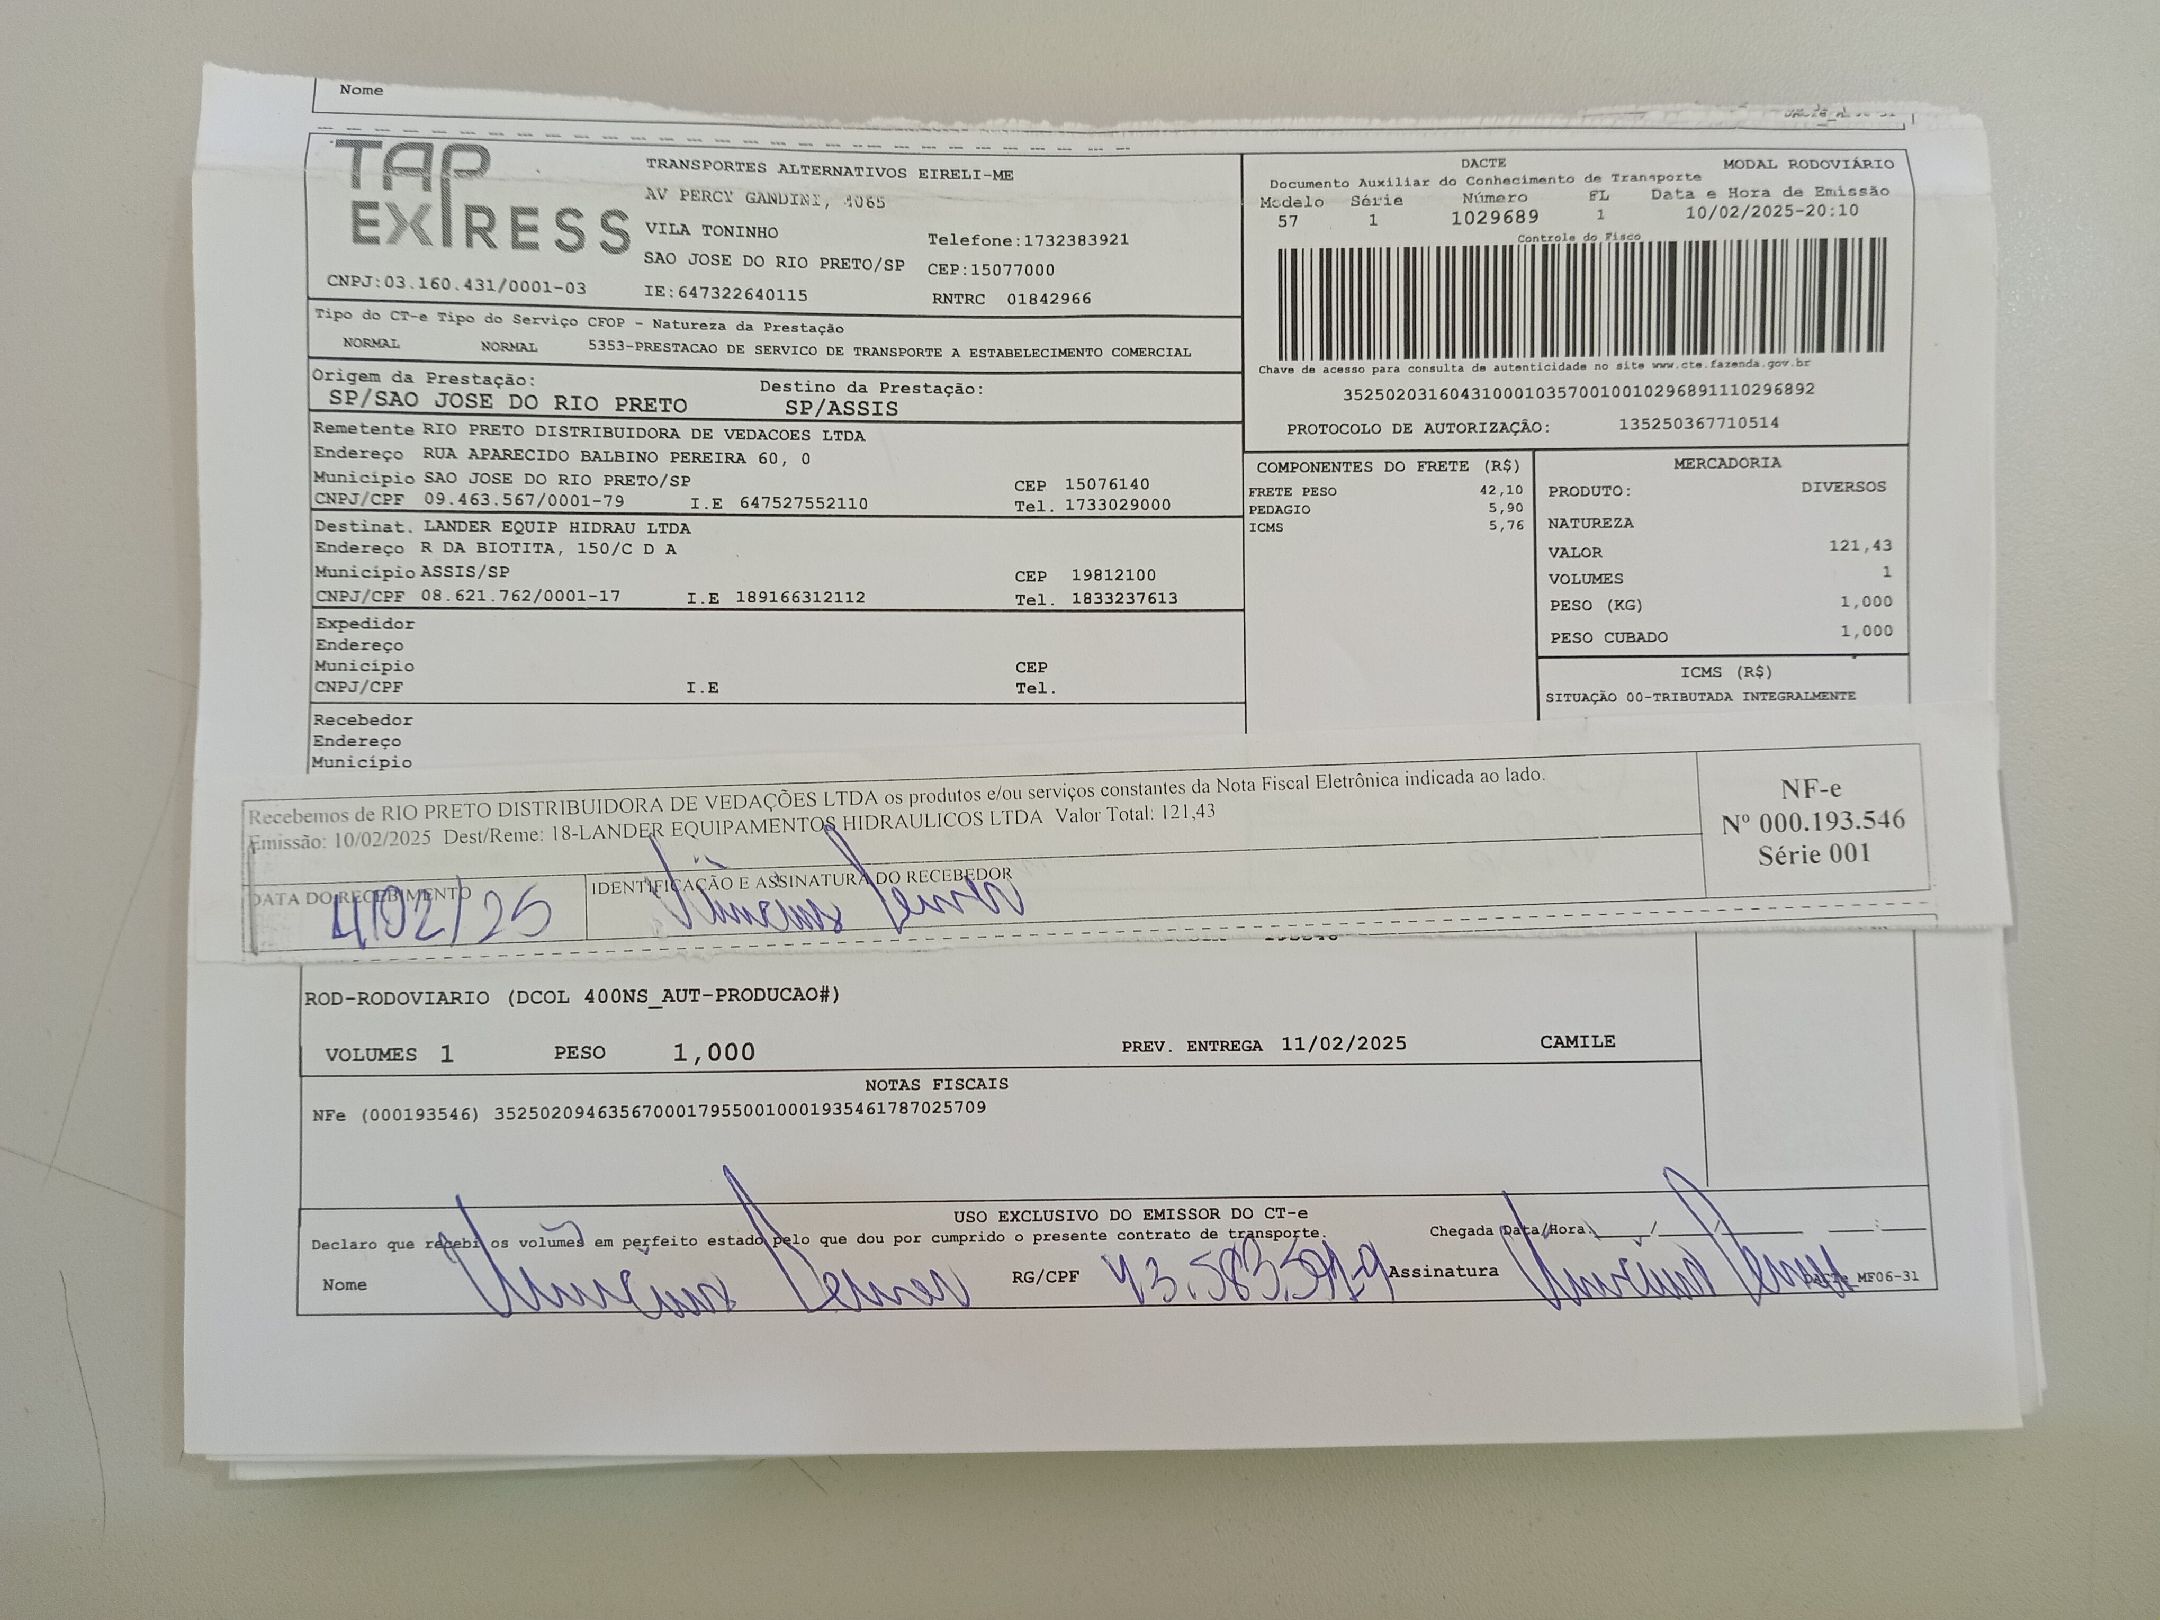 Nome
TAP EXPRESS
TRANSPORTES ALTERNATIVOS EIRELI-ME
AV PERCY GANDINI, 4065
VILA TONINHO
Telefone:1732383921
SAO JOSE DO RIO PRETO/SP CEP:15077000
CNPJ:03.160.431/0001-03 IE:647322640115 RNTRC 01842966
DACTE MODAL RODOVIÁRIO
Documento Auxiliar do Conhecimento de Transporte
Modelo Série Número FL Data e Hora de Emissão
57 1 1029689 1 10/02/2025-20:10
Controle do Fisco
Chave de acesso para consulta de autenticidade no site www.cte.fazenda.gov.br
35250203160431000103570010010296891110296892
PROTOCOLO DE AUTORIZAÇÃO: 135250367710514
Tipo do CT-e Tipo do Serviço CFOP - Natureza da Prestação
NORMAL NORMAL 5353-PRESTACAO DE SERVICO DE TRANSPORTE A ESTABELECIMENTO COMERCIAL
Origem da Prestação: Destino da Prestação:
SP/SAO JOSE DO RIO PRETO SP/ASSIS
Remetente RIO PRETO DISTRIBUIDORA DE VEDACOES LTDA
Endereço RUA APARECIDO BALBINO PEREIRA 60, 0
Município SAO JOSE DO RIO PRETO/SP CEP 15076140
CNPJ/CPF 09.463.567/0001-79 I.E 647527552110 Tel. 1733029000
Destinat. LANDER EQUIP HIDRAU LTDA
Endereço R DA BIOTITA, 150/C D A
Município ASSIS/SP CEP 19812100
CNPJ/CPF 08.621.762/0001-17 I.E 189166312112 Tel. 1833237613
Expedidor
Endereço
Município CEP
CNPJ/CPF I.E Tel.
Recebedor
Endereço
Município
COMPONENTES DO FRETE (R$)
FRETE PESO 42,10
PEDAGIO 5,90
ICMS 5,76
MERCADORIA
PRODUTO: DIVERSOS
NATUREZA
VALOR 121,43
VOLUMES 1
PESO (KG) 1,000
PESO CUBADO 1,000
ICMS (R$)
SITUAÇÃO 00-TRIBUTADA INTEGRALMENTE
Recebemos de RIO PRETO DISTRIBUIDORA DE VEDAÇÕES LTDA os produtos e/ou serviços constantes da Nota Fiscal Eletrônica indicada ao lado.
Emissão: 10/02/2025 Dest/Reme: 18-LANDER EQUIPAMENTOS HIDRAULICOS LTDA Valor Total: 121,43
DATA DO RECEBIMENTO IDENTIFICAÇÃO E ASSINATURA DO RECEBEDOR
/02/25 Vinicius
NF-e
Nº 000.193.546
Série 001
ROD-RODOVIARIO (DCOL 400NS_AUT-PRODUCAO#)
VOLUMES 1 PESO 1,000 PREV. ENTREGA 11/02/2025 CAMILE
NOTAS FISCAIS
NFe (000193546) 35250209463567000179550010001935461787025709
USO EXCLUSIVO DO EMISSOR DO CT-e
Declaro que recebi os volumes em perfeito estado pelo que dou por cumprido o presente contrato de transporte. Chegada Data/Hora: / / :
Nome Vinicius RG/CPF Assinatura Vinicius
DACTE_MF06-31